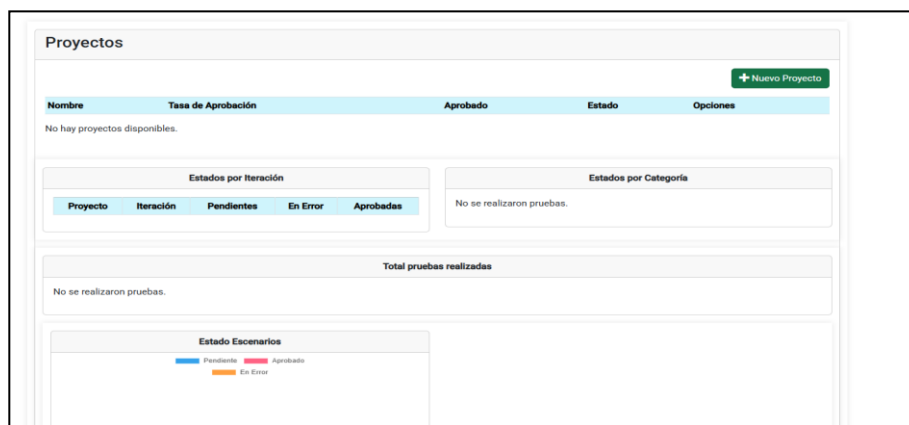 Proyectos
Nuevo Proyecto
Nombre Tasa de Aprobación Aprobado Estado Opciones
No hay proyectos disponibles.
Estados por Iteración
Estados por Categoría
Proyecto Iteración Pendientes En Error Aprobadas
No se realizaron pruebas.
Total pruebas realizadas
No se realizaron pruebas.
Estado Escenarios
Pendiente Aprobado
En Error